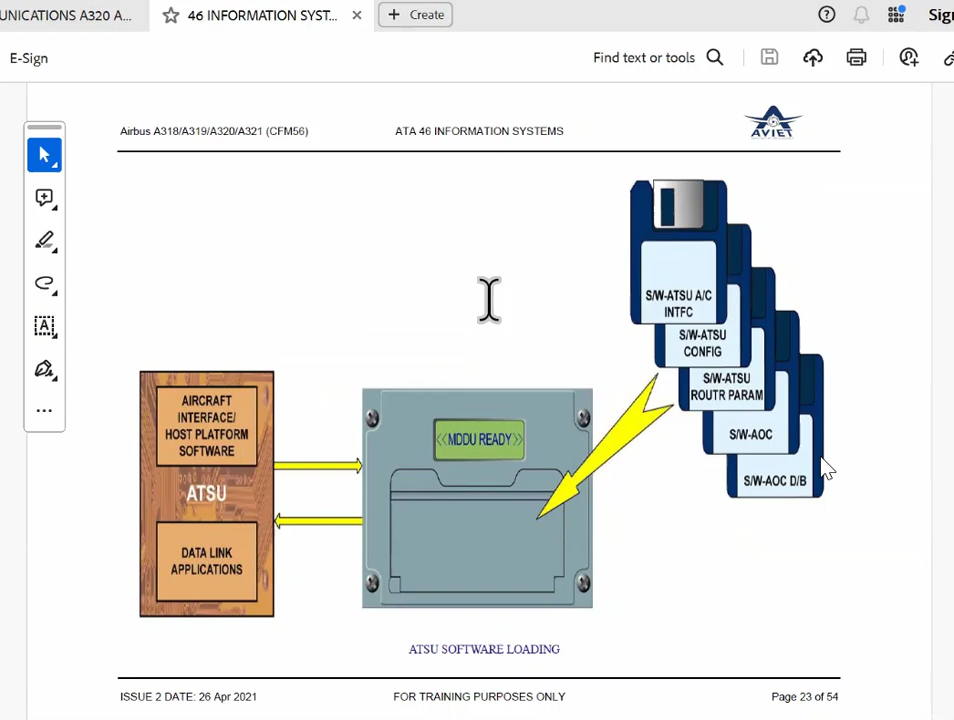 UNICATIONS A320 A...
46 INFORMATION SYST...
Create
Sign
E-Sign
Find text or tools
Airbus A318/A319/A320/A321 (CFM56)
ATA 46 INFORMATION SYSTEMS
AVIET
S/W-ATSU A/C
INTFC
S/W-ATSU
CONFIG
S/W-ATSU
ROUTR PARAM
S/W-AOC
S/W-AOC D/B
AIRCRAFT
INTERFACE/
HOST PLATFORM
SOFTWARE
ATSU
DATA LINK
APPLICATIONS
<<MDDU READY>>
ATSU SOFTWARE LOADING
ISSUE 2 DATE: 26 Apr 2021
FOR TRAINING PURPOSES ONLY
Page 23 of 54